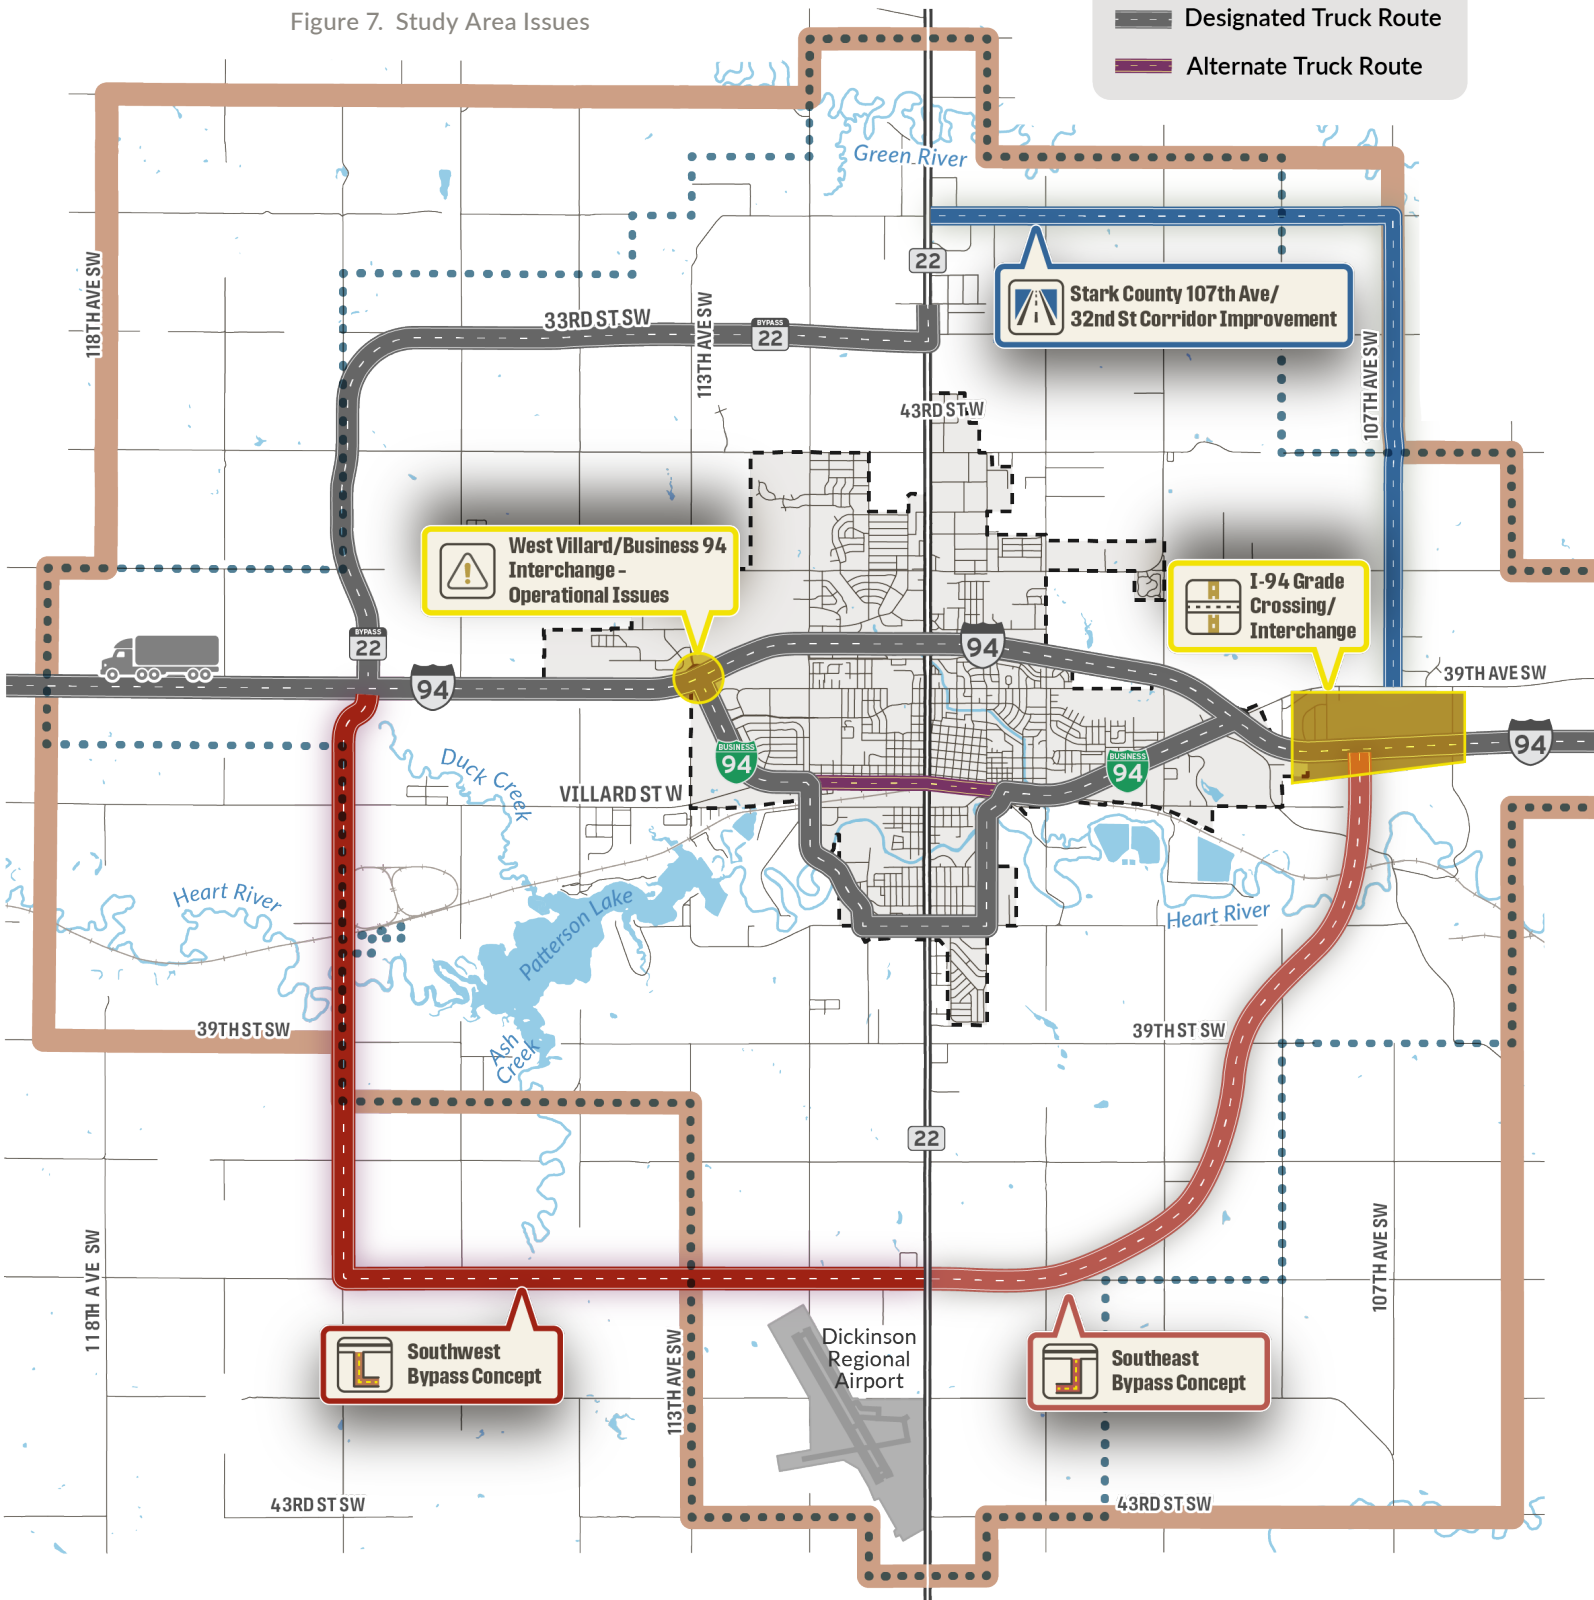 Figure 7. Study Area Issues
Designated Truck Route
Alternate Truck Route
Green River
22
Stark County 107th Ave/
32nd St Corridor Improvement
118TH AVE SW
33RD ST SW
113TH AVE SW
BYPASS
22
107TH AVE SW
43RD ST W
West Villard/Business 94
Interchange -
Operational Issues
I-94 Grade
Crossing/
Interchange
BYPASS
22
94
94
39TH AVE SW
94
BUSINESS
94
BUSINESS
94
Duck Creek
VILLARD ST W
Heart River
Patterson Lake
Heart River
39TH ST SW
Ash
Creek
39TH ST SW
22
118TH AVE SW
107TH AVE SW
Southwest
Bypass Concept
113TH AVE SW
Dickinson
Regional
Airport
Southeast
Bypass Concept
43RD ST SW
43RD ST SW